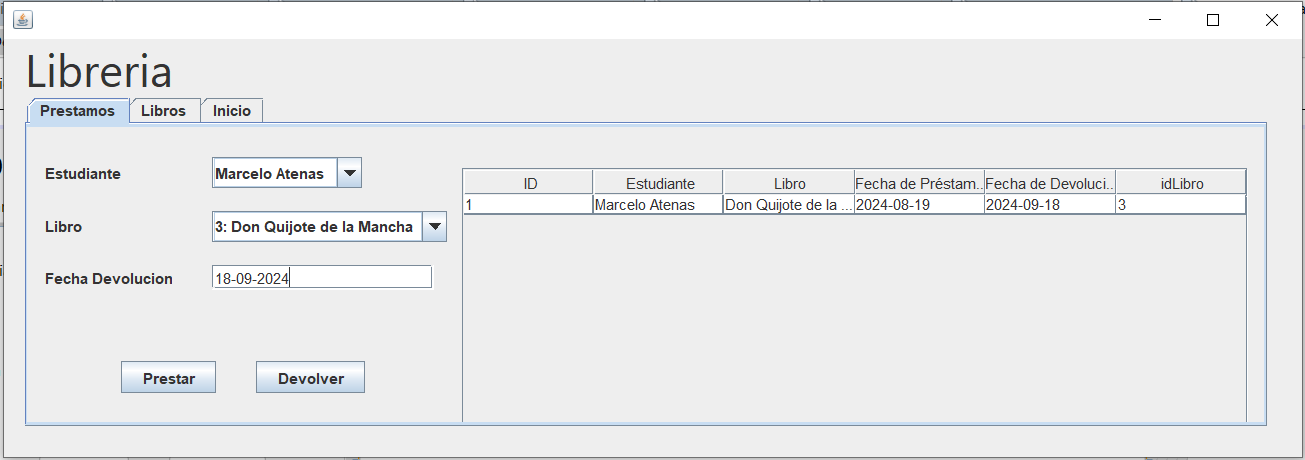 Libreria
Prestamos Libros Inicio
Estudiante Marcelo Atenas
Libro 3: Don Quijote de la Mancha
Fecha Devolucion 18-09-2024
Prestar Devolver
ID Estudiante Libro Fecha de Préstam... Fecha de Devoluci... idLibro
1 Marcelo Atenas Don Quijote de la ... 2024-08-19 2024-09-18 3